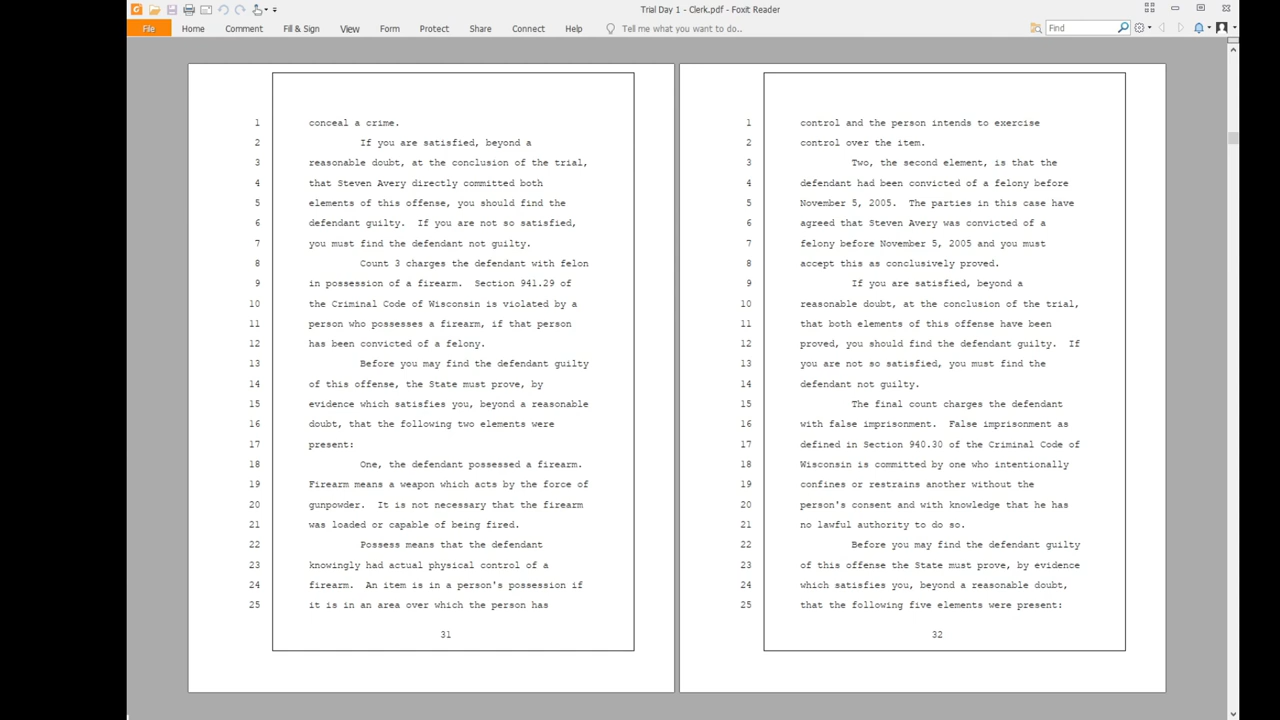 Trial Day 1 - Clerk.pdf - Foxit Reader
File Home Comment Fill & Sign View Form Protect Share Connect Help Tell me what you want to do.. Find
1 conceal a crime.
2 If you are satisfied, beyond a
3 reasonable doubt, at the conclusion of the trial,
4 that Steven Avery directly committed both
5 elements of this offense, you should find the
6 defendant guilty. If you are not so satisfied,
7 you must find the defendant not guilty.
8 Count 3 charges the defendant with felon
9 in possession of a firearm. Section 941.29 of
10 the Criminal Code of Wisconsin is violated by a
11 person who possesses a firearm, if that person
12 has been convicted of a felony.
13 Before you may find the defendant guilty
14 of this offense, the State must prove, by
15 evidence which satisfies you, beyond a reasonable
16 doubt, that the following two elements were
17 present:
18 One, the defendant possessed a firearm.
19 Firearm means a weapon which acts by the force of
20 gunpowder. It is not necessary that the firearm
21 was loaded or capable of being fired.
22 Possess means that the defendant
23 knowingly had actual physical control of a
24 firearm. An item is in a person's possession if
25 it is in an area over which the person has
31
1 control and the person intends to exercise
2 control over the item.
3 Two, the second element, is that the
4 defendant had been convicted of a felony before
5 November 5, 2005. The parties in this case have
6 agreed that Steven Avery was convicted of a
7 felony before November 5, 2005 and you must
8 accept this as conclusively proved.
9 If you are satisfied, beyond a
10 reasonable doubt, at the conclusion of the trial,
11 that both elements of this offense have been
12 proved, you should find the defendant guilty. If
13 you are not so satisfied, you must find the
14 defendant not guilty.
15 The final count charges the defendant
16 with false imprisonment. False imprisonment as
17 defined in Section 940.30 of the Criminal Code of
18 Wisconsin is committed by one who intentionally
19 confines or restrains another without the
20 person's consent and with knowledge that he has
21 no lawful authority to do so.
22 Before you may find the defendant guilty
23 of this offense the State must prove, by evidence
24 which satisfies you, beyond a reasonable doubt,
25 that the following five elements were present:
32